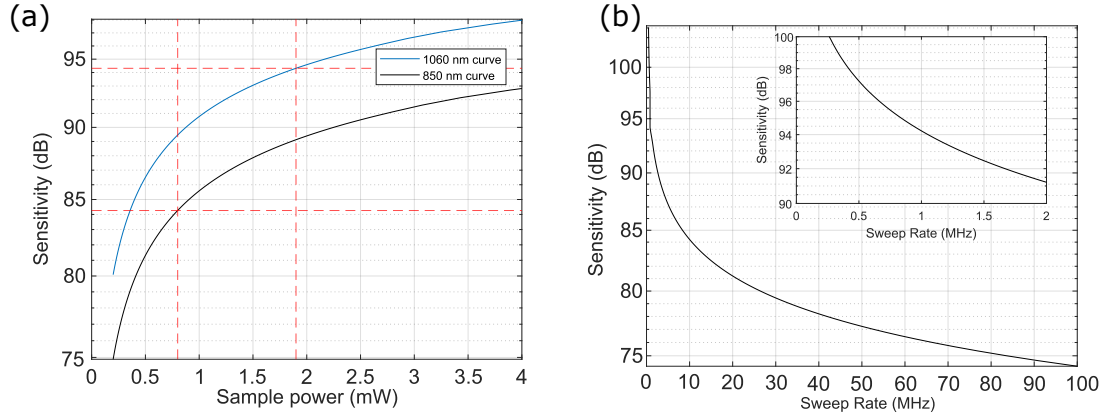 (a)
Sensitivity (dB)
95
90
85
80
75
0 0.5 1 1.5 2 2.5 3 3.5 4
Sample power (mW)
1060 nm curve
850 nm curve
(b)
Sensitivity (dB)
100
95
90
85
80
75
0 10 20 30 40 50 60 70 80 90 100
Sweep Rate (MHz)
Sensitivity (dB)
100
98
96
94
92
90
0 0.5 1 1.5 2
Sweep Rate (MHz)